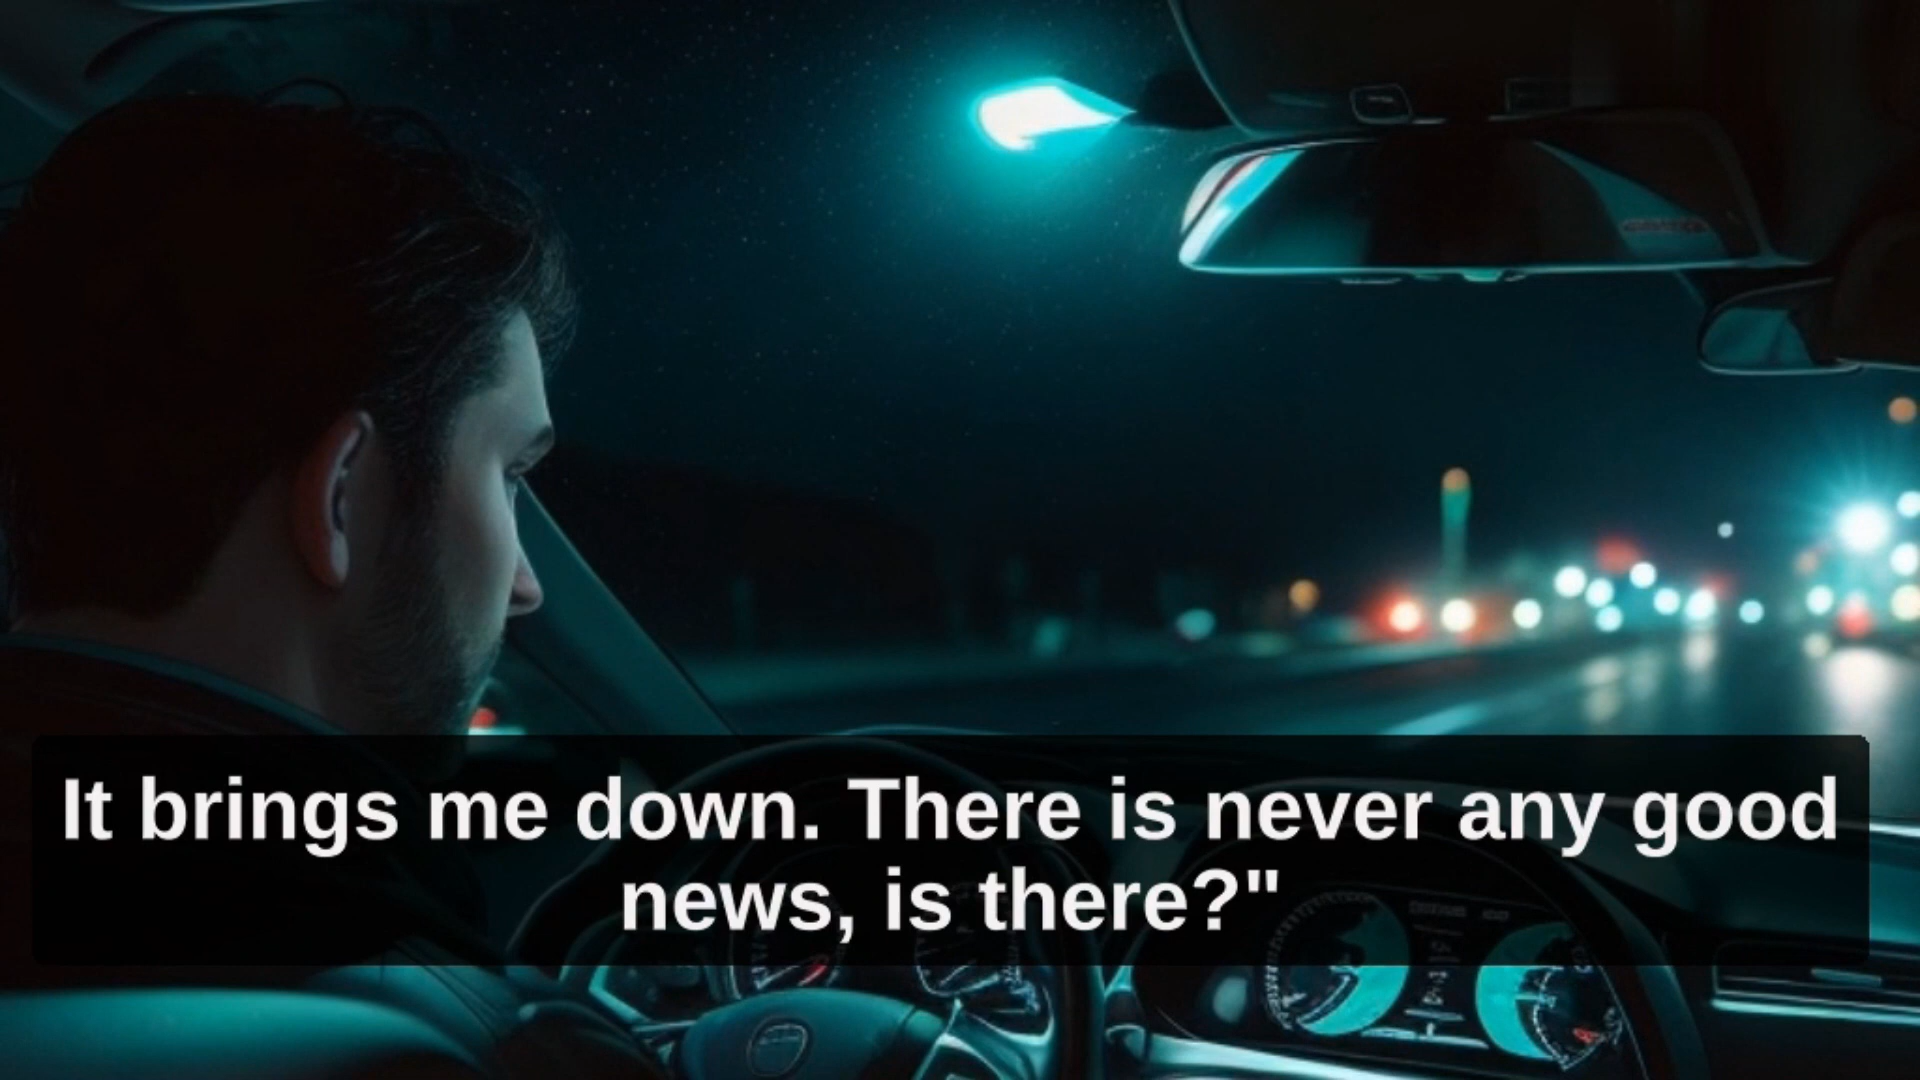 It brings me down. There is never any good
news, is there?"